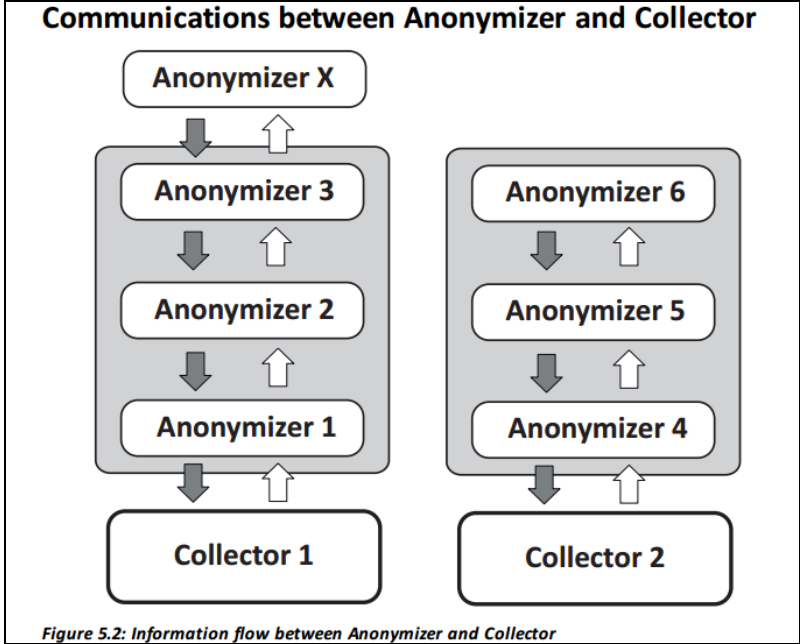 Communications between Anonymizer and Collector
Anonymizer X
Anonymizer 3
Anonymizer 2
Anonymizer 1
Collector 1
Anonymizer 6
Anonymizer 5
Anonymizer 4
Collector 2
Figure 5.2: Information flow between Anonymizer and Collector